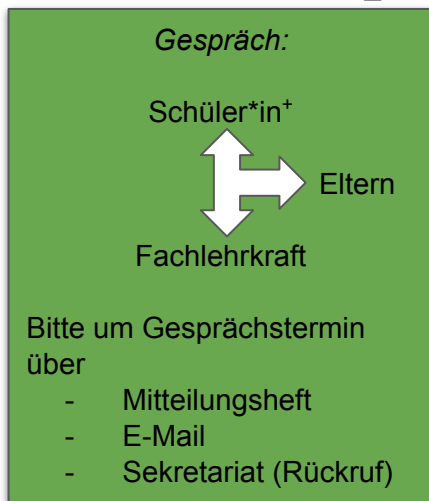 Gespräch:
Schüler*in⁺
Eltern
Fachlehrkraft
Bitte um Gesprächstermin
über
- Mitteilungsheft
- E-Mail
- Sekretariat (Rückruf)